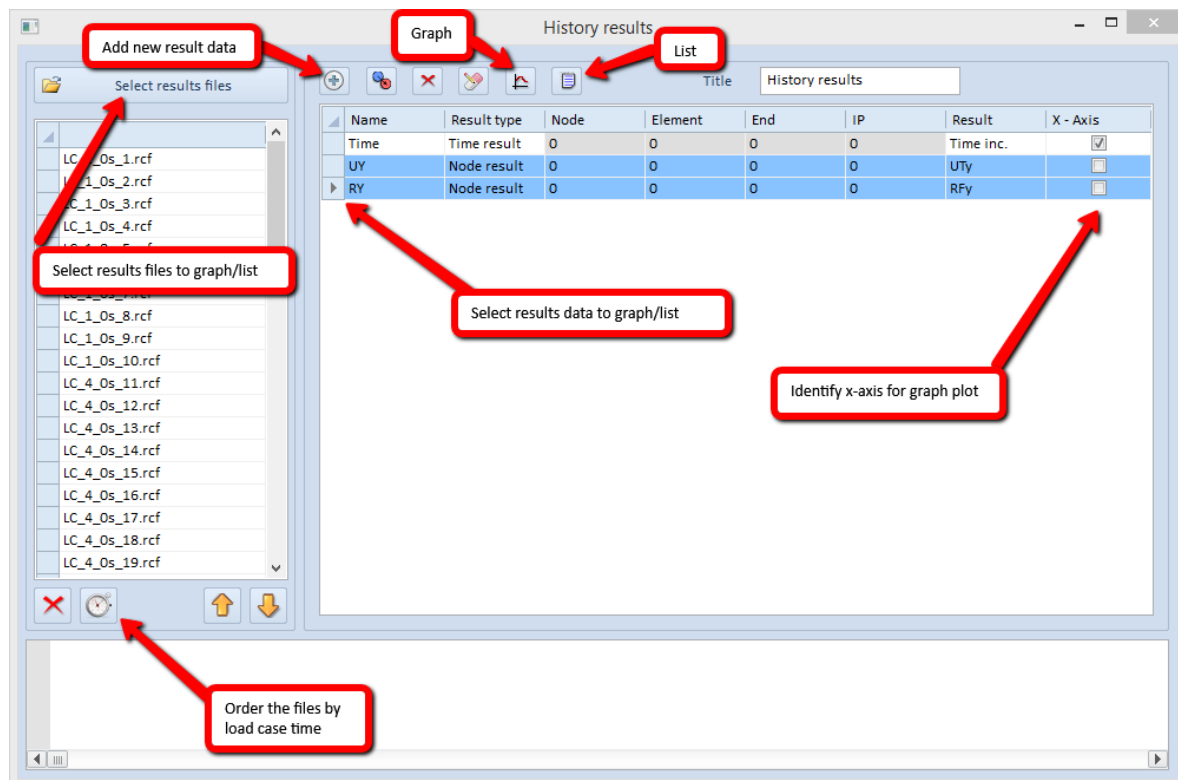 History results
Add new result data
Graph
List
Select results files
Title History results
Name Result type Node Element End IP Result X - Axis
Time Time result 0 0 0 0 Time inc.
UY Node result 0 0 0 0 UTy
RY Node result 0 0 0 0 RFy
LC_1_0s_1.rcf
LC_1_0s_2.rcf
LC_1_0s_3.rcf
LC_1_0s_4.rcf
Select results files to graph/list
LC_1_0s_7.rcf
LC_1_0s_8.rcf
LC_1_0s_9.rcf
LC_1_0s_10.rcf
LC_4_0s_11.rcf
LC_4_0s_12.rcf
LC_4_0s_13.rcf
LC_4_0s_14.rcf
LC_4_0s_15.rcf
LC_4_0s_16.rcf
LC_4_0s_17.rcf
LC_4_0s_18.rcf
LC_4_0s_19.rcf
Select results data to graph/list
Identify x-axis for graph plot
Order the files by
load case time